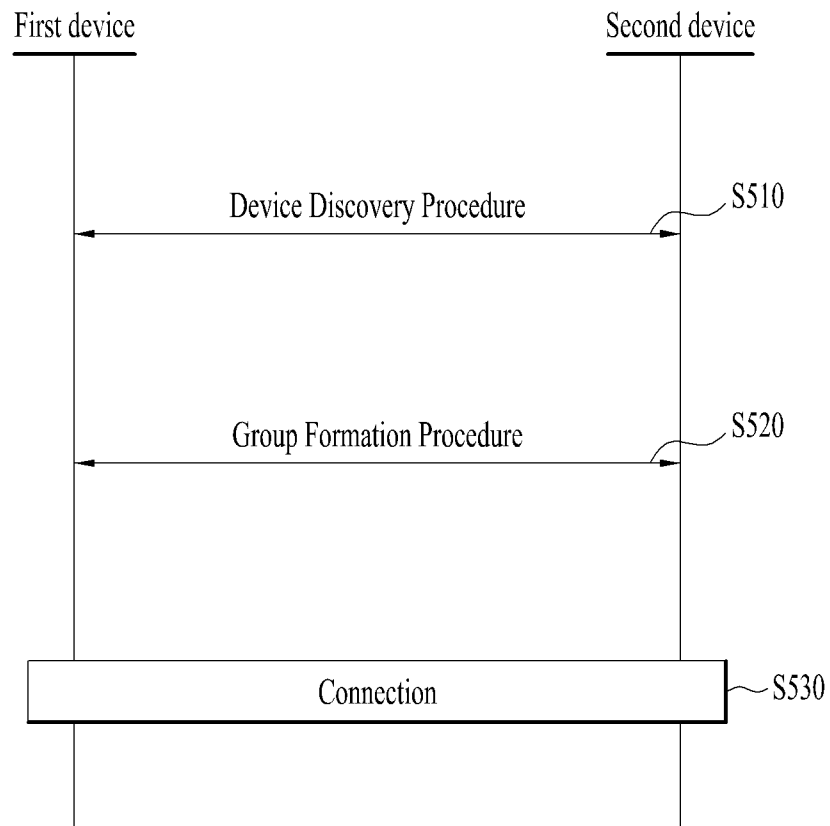 First device
Second device
Device Discovery Procedure
S510
Group Formation Procedure
S520
Connection
S530